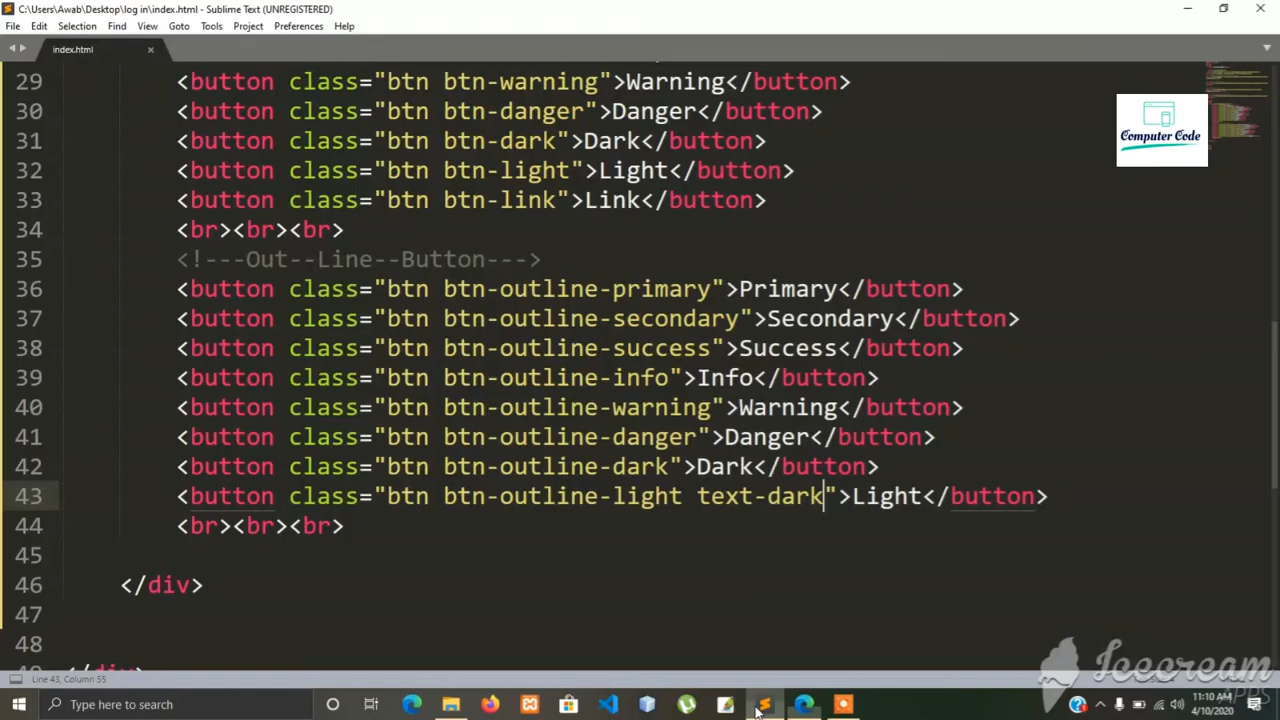 C:\Users\Awab\Desktop\log in\index.html - Sublime Text (UNREGISTERED)
File Edit Selection Find View Goto Tools Project Preferences Help
index.html
29 <button class="btn btn-warning">Warning</button>
30 <button class="btn btn-danger">Danger</button>
31 <button class="btn btn-dark">Dark</button>
32 <button class="btn btn-light">Light</button>
33 <button class="btn btn-link">Link</button>
34 <br><br><br>
35 <!---Out--Line--Button--->
36 <button class="btn btn-outline-primary">Primary</button>
37 <button class="btn btn-outline-secondary">Secondary</button>
38 <button class="btn btn-outline-success">Success</button>
39 <button class="btn btn-outline-info">Info</button>
40 <button class="btn btn-outline-warning">Warning</button>
41 <button class="btn btn-outline-danger">Danger</button>
42 <button class="btn btn-outline-dark">Dark</button>
43 <button class="btn btn-outline-light text-dark">Light</button>
44 <br><br><br>
45
46 </div>
47
48
49 </div>
Computer Code
Icecream
APPS
Line 43, Column 55
Type here to search
11:10 AM
4/10/2020